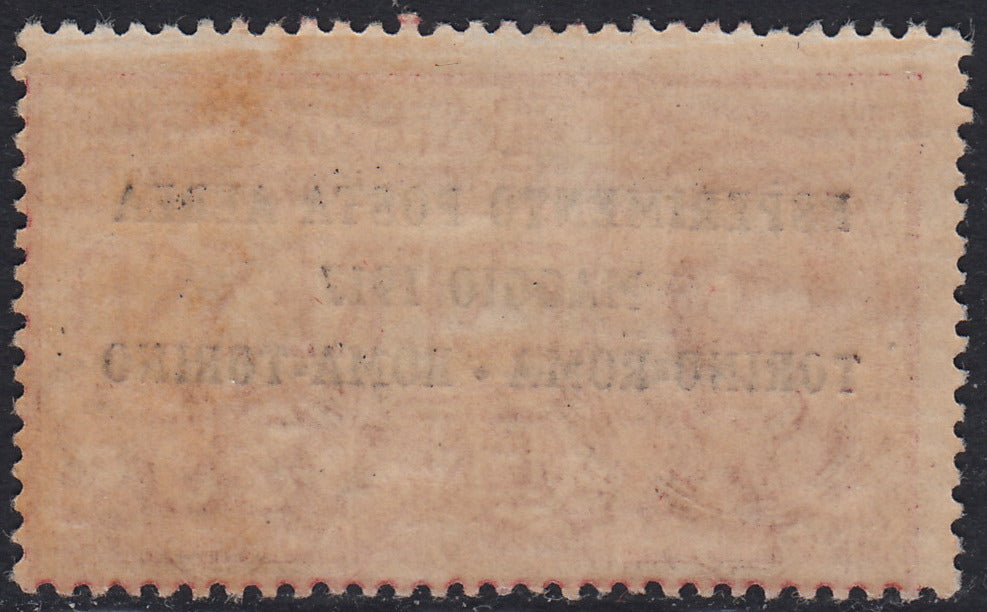 ESPERIMENTO POSTA AEREA
MAGGIO 1917
TORINO-ROMA · ROMA-TORINO